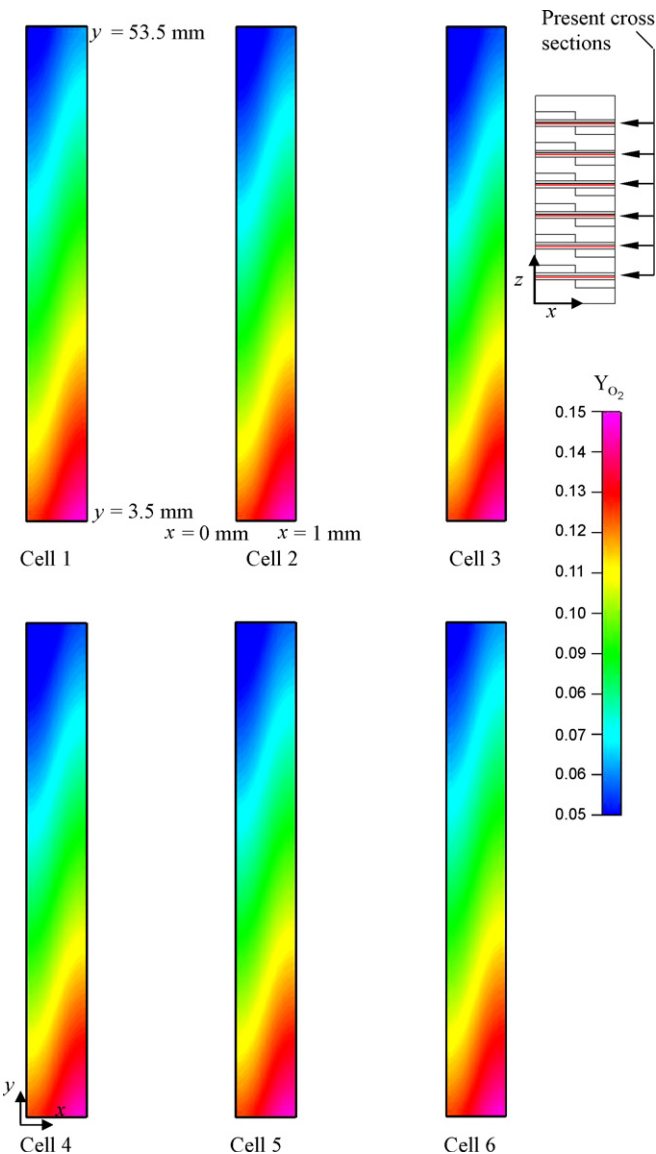 Present cross
sections
y = 53.5 mm
z
x
Y_O2
0.15
0.14
0.13
0.12
0.11
0.10
0.09
0.06
0.07
0.06
0.05
y = 3.5 mm
x = 0 mm x = 1 mm
Cell 1 Cell 2 Cell 3
y
x
Cell 4 Cell 5 Cell 6